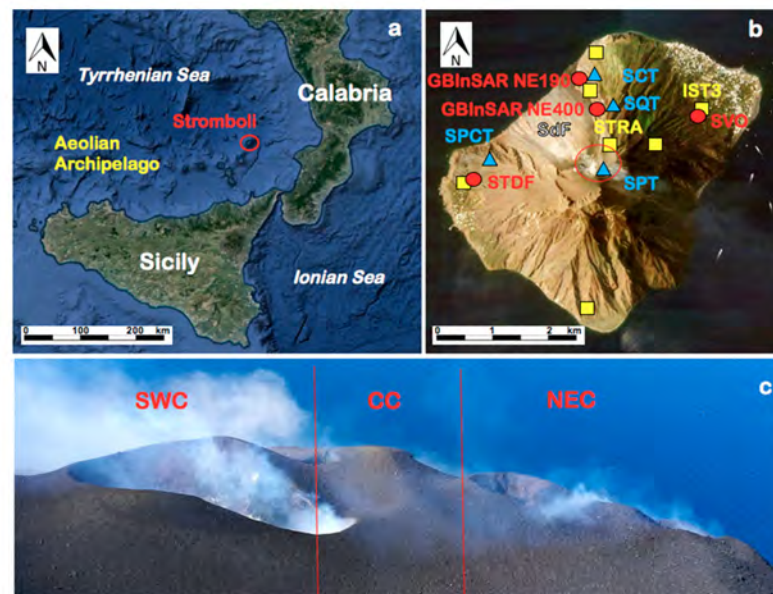 a
N
Tyrrhenian Sea
Calabria
Stromboli
Aeolian
Archipelago
Sicily
Ionian Sea
0 100 200
km
b
N
GBInSAR NE190
SCT
GBInSAR NE400
SQT
IST3
SdF
STRA
SVO
SPCT
STDF
SPT
0 1 2
km
c
SWC
CC
NEC